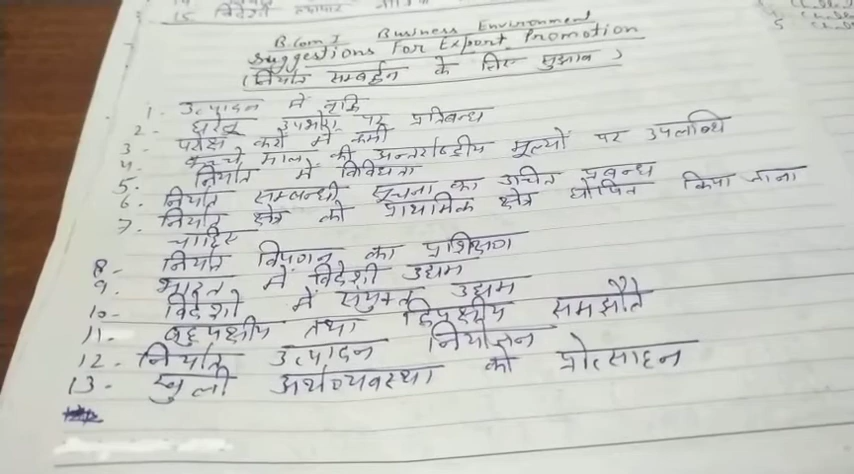 15 विदेशी व्यापार
B.Com I Business Environment
Suggestions For Export Promotion
(निर्यात सम्बर्द्धन के लिए सुझाव)
1. उत्पादन में वृद्धि
2- घरेलू उपभोग पर प्रतिबन्ध
3- परोक्ष करों में कमी
4. कच्चे माल की अन्तर्राष्ट्रीय मूल्यों पर उपलब्धि
5. निर्यात में विविधता
6. निर्यात सम्बन्धी सूचना का उचित प्रबन्ध
7. निर्यात क्षेत्र को प्राथमिक क्षेत्र घोषित किया जाना
चाहिए
8- निर्यात विपणन का प्रशिक्षण
9. भारत में विदेशी उद्यम
10- विदेशों में संयुक्त उद्यम
11. बहुपक्षीय तथा द्विपक्षीय समझौते
12. निर्यात उत्पादन नियोजन
13. खुली अर्थव्यवस्था को प्रोत्साहन